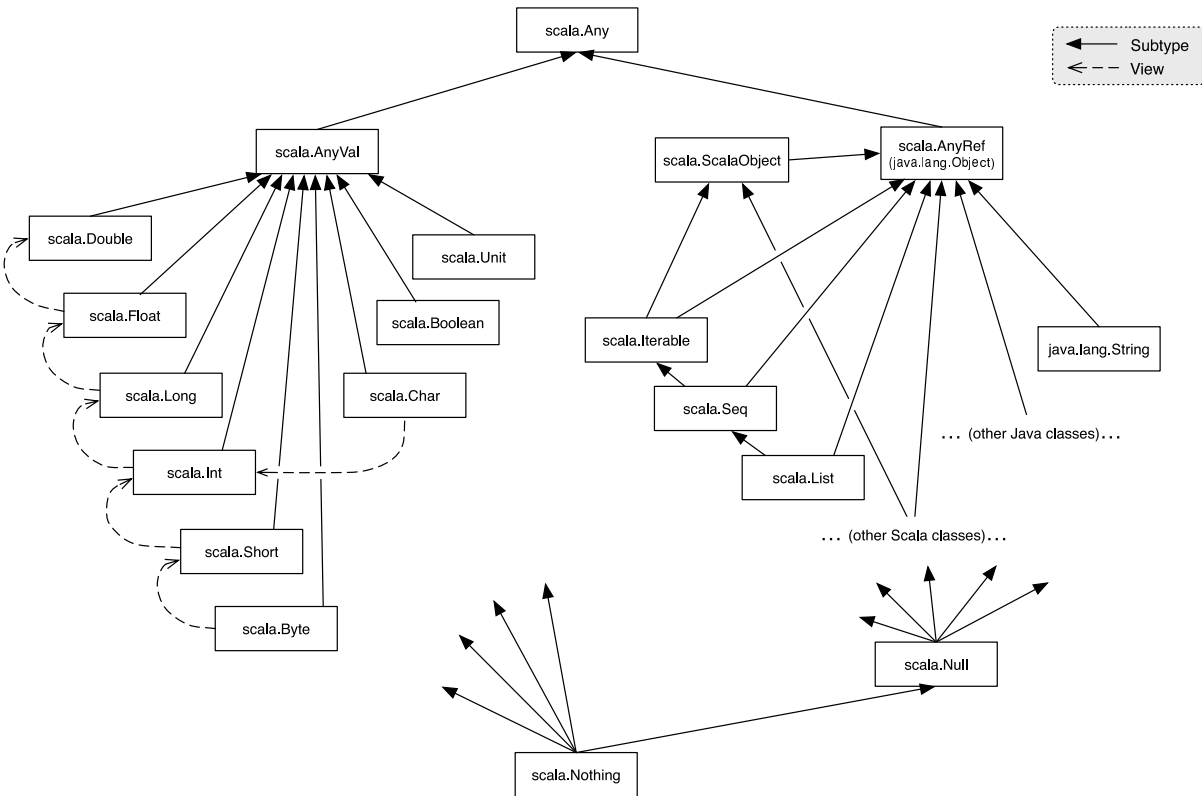 scala.Any
Subtype
View
scala.AnyVal
scala.ScalaObject
scala.AnyRef
(java.lang.Object)
scala.Double
scala.Unit
scala.Float
scala.Boolean
scala.Iterable
java.lang.String
scala.Long
scala.Char
scala.Seq
... (other Java classes)...
scala.Int
scala.List
scala.Short
... (other Scala classes)...
scala.Byte
scala.Null
scala.Nothing